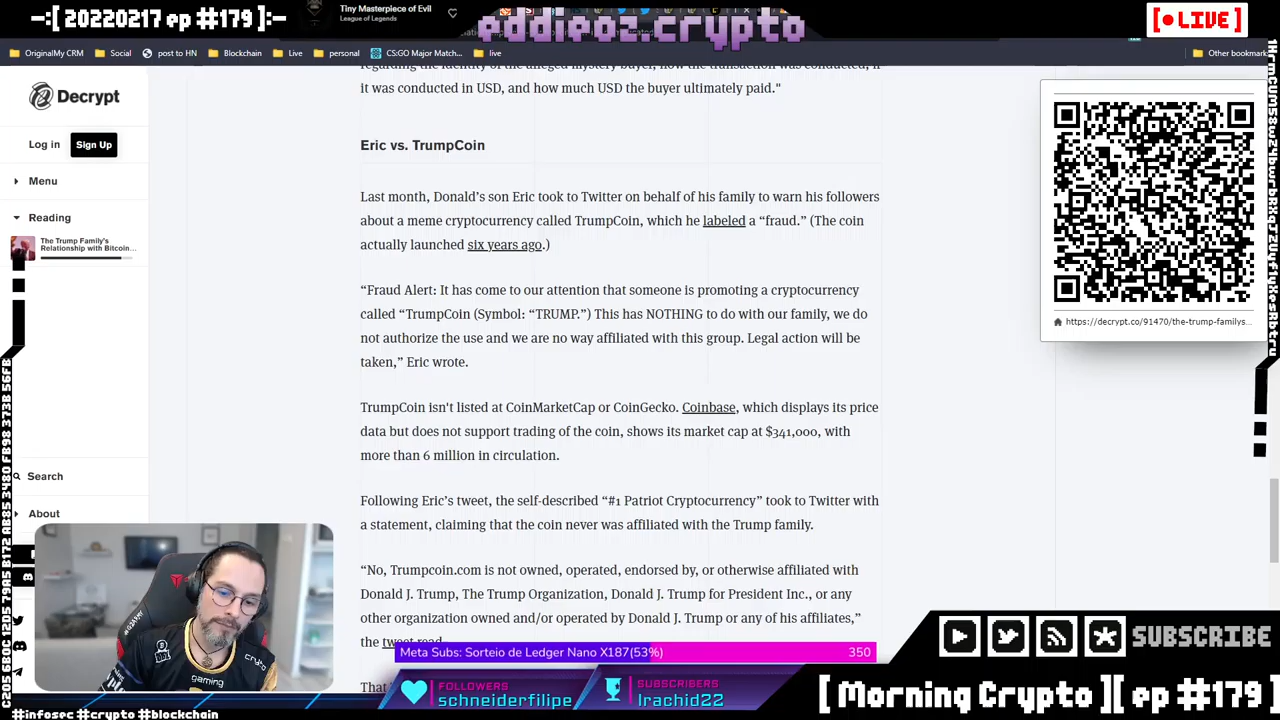 -:[ 20220217 ep #179 ]:-
Tiny Masterpiece of Evil
League of Legends
eddieoz.crypto
[ LIVE ]
OriginalMy CRM
Social
post to HN
Blockchain
Live
personal
CS:GO Major Match...
live
Other bookmark
Decrypt
Log in
Sign Up
Menu
Reading
The Trump Family's
Relationship with Bitcoin...
Search
About
it was conducted in USD, and how much USD the buyer ultimately paid."
Eric vs. TrumpCoin
Last month, Donald’s son Eric took to Twitter on behalf of his family to warn his followers
about a meme cryptocurrency called TrumpCoin, which he labeled a “fraud.” (The coin
actually launched six years ago.)
“Fraud Alert: It has come to our attention that someone is promoting a cryptocurrency
called “TrumpCoin (Symbol: “TRUMP.”) This has NOTHING to do with our family, we do
not authorize the use and we are no way affiliated with this group. Legal action will be
taken,” Eric wrote.
TrumpCoin isn't listed at CoinMarketCap or CoinGecko. Coinbase, which displays its price
data but does not support trading of the coin, shows its market cap at $341,000, with
more than 6 million in circulation.
Following Eric’s tweet, the self-described “#1 Patriot Cryptocurrency” took to Twitter with
a statement, claiming that the coin never was affiliated with the Trump family.
“No, Trumpcoin.com is not owned, operated, endorsed by, or otherwise affiliated with
Donald J. Trump, The Trump Organization, Donald J. Trump for President Inc., or any
other organization owned and/or operated by Donald J. Trump or any of his affiliates,”
the tweet read.
That
https://decrypt.co/91470/the-trump-familys...
Meta Subs: Sorteio de Ledger Nano X187(53%)
350
FOLLOWERS
schneiderfilipe
SUBSCRIBERS
lrachid22
SUBSCRIBE
[ Morning Crypto ][ ep #179 ]
#infosec #crypto #blockchain